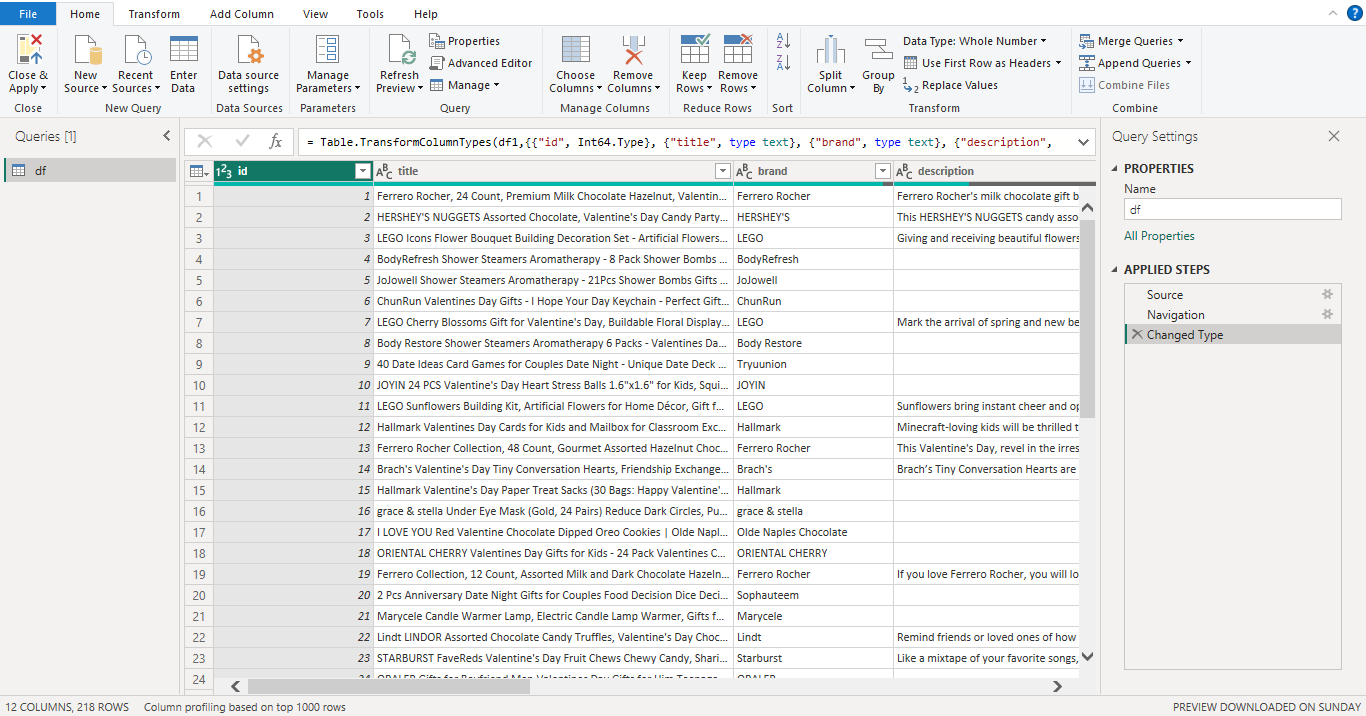 File Home Transform Add Column View Tools Help
Close & Apply
New Source
Recent Sources
Enter Data
Data source settings
Manage Parameters
Refresh Preview
Properties
Advanced Editor
Manage
Choose Columns
Remove Columns
Keep Rows
Remove Rows
Split Column
Group By
Data Type: Whole Number
Use First Row as Headers
Replace Values
Merge Queries
Append Queries
Combine Files
Close New Query Data Sources Parameters Query Manage Columns Reduce Rows Sort Transform Combine
Queries [1]
df
fx = Table.TransformColumnTypes(df1,{{"id", Int64.Type}, {"title", type text}, {"brand", type text}, {"description",
id title brand description
1 1 Ferrero Rocher, 24 Count, Premium Milk Chocolate Hazelnut, Valentin... Ferrero Rocher Ferrero Rocher's milk chocolate gift b
2 2 HERSHEY'S NUGGETS Assorted Chocolate, Valentine's Day Candy Party... HERSHEY'S This HERSHEY'S NUGGETS candy asso
3 3 LEGO Icons Flower Bouquet Building Decoration Set - Artificial Flowers... LEGO Giving and receiving beautiful flowers
4 4 BodyRefresh Shower Steamers Aromatherapy - 8 Pack Shower Bombs ... BodyRefresh
5 5 JoJowell Shower Steamers Aromatherapy - 21Pcs Shower Bombs Gifts ... JoJowell
6 6 ChunRun Valentines Day Gifts - I Hope Your Day Keychain - Perfect Gift... ChunRun
7 7 LEGO Cherry Blossoms Gift for Valentine's Day, Buildable Floral Display... LEGO Mark the arrival of spring and new be
8 8 Body Restore Shower Steamers Aromatherapy 6 Packs - Valentines Da... Body Restore
9 9 40 Date Ideas Card Games for Couples Date Night - Unique Date Deck ... Tryuunion
10 10 JOYIN 24 PCS Valentine's Day Heart Stress Balls 1.6"x1.6" for Kids, Squi... JOYIN
11 11 LEGO Sunflowers Building Kit, Artificial Flowers for Home Décor, Gift f... LEGO Sunflowers bring instant cheer and op
12 12 Hallmark Valentines Day Cards for Kids and Mailbox for Classroom Exc... Hallmark Minecraft-loving kids will be thrilled t
13 13 Ferrero Rocher Collection, 48 Count, Gourmet Assorted Hazelnut Choc... Ferrero Rocher This Valentine's Day, revel in the irres
14 14 Brach's Valentine's Day Tiny Conversation Hearts, Friendship Exchange... Brach's Brach’s Tiny Conversation Hearts are
15 15 Hallmark Valentine's Day Paper Treat Sacks (30 Bags: Happy Valentine'... Hallmark
16 16 grace & stella Under Eye Mask (Gold, 24 Pairs) Reduce Dark Circles, Pu... grace & stella
17 17 I LOVE YOU Red Valentine Chocolate Dipped Oreo Cookies | Olde Napl... Olde Naples Chocolate
18 18 ORIENTAL CHERRY Valentines Day Gifts for Kids - 24 Pack Valentines C... ORIENTAL CHERRY
19 19 Ferrero Collection, 12 Count, Assorted Milk and Dark Chocolate Hazeln... Ferrero Rocher If you love Ferrero Rocher, you will lo
20 20 2 Pcs Anniversary Date Night Gifts for Couples Food Decision Dice Deci... Sophauteem
21 21 Marycele Candle Warmer Lamp, Electric Candle Lamp Warmer, Gifts f... Marycele
22 22 Lindt LINDOR Assorted Chocolate Candy Truffles, Valentine's Day Choc... Lindt Remind friends or loved ones of how
23 23 STARBURST FaveReds Valentine's Day Fruit Chews Chewy Candy, Shari... Starburst Like a mixtape of your favorite songs,
24
Query Settings
PROPERTIES
Name
df
All Properties
APPLIED STEPS
Source
Navigation
Changed Type
12 COLUMNS, 218 ROWS Column profiling based on top 1000 rows PREVIEW DOWNLOADED ON SUNDAY